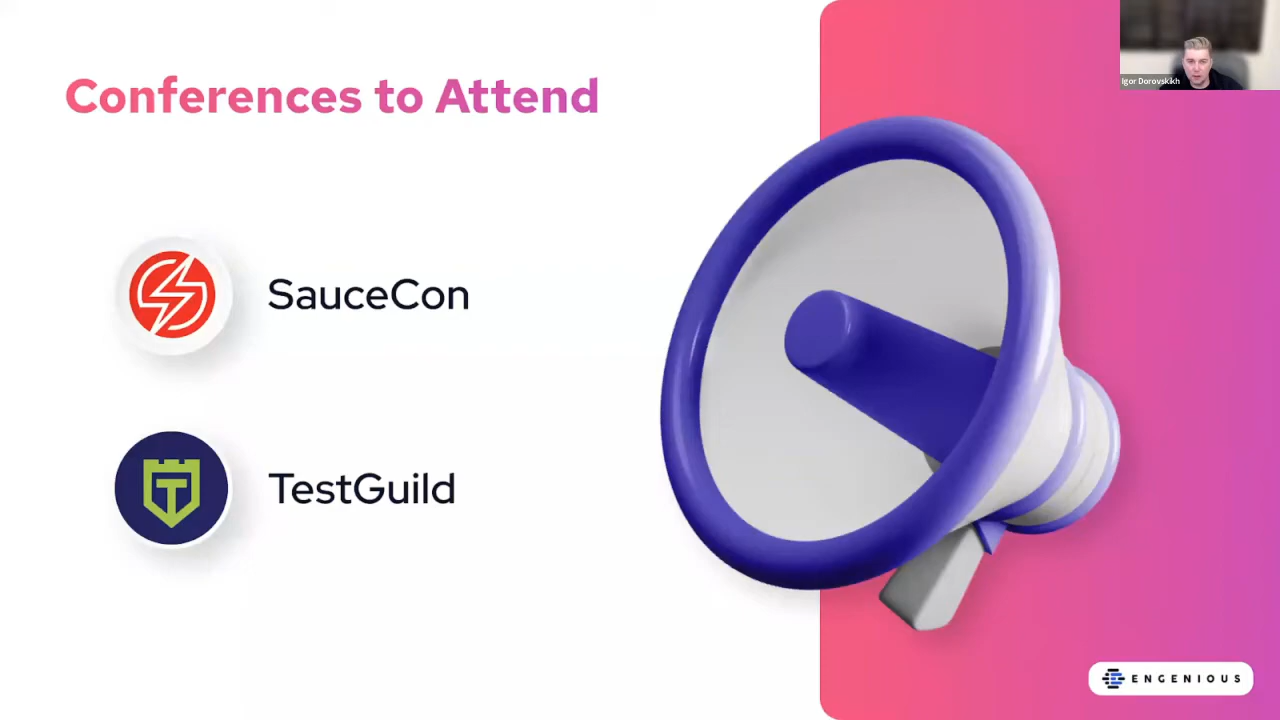 Conferences to Attend
Igor Dorovskikh
SauceCon
T
TestGuild
ENGENIOUS